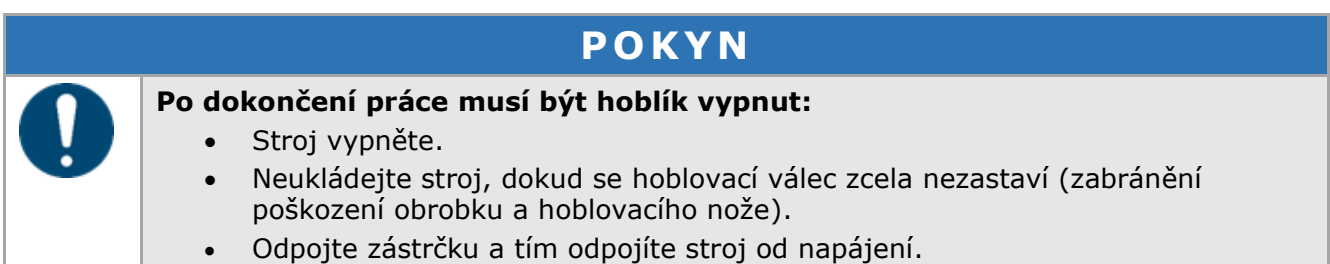 POKYN
Po dokončení práce musí být hoblík vypnut:
• Stroj vypněte.
• Neukládejte stroj, dokud se hoblovací válec zcela nezastaví (zabránění
poškození obrobku a hoblovacího nože).
• Odpojte zástrčku a tím odpojíte stroj od napájení.